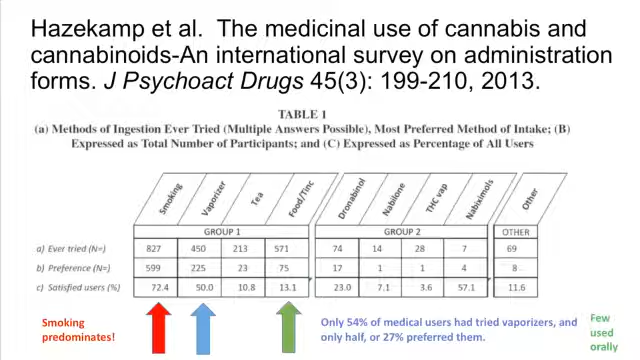 Hazekamp et al.  The medicinal use of cannabis and
cannabinoids-An international survey on administration
forms. J Psychoact Drugs 45(3): 199-210, 2013.
TABLE 1
(a) Methods of Ingestion Ever Tried (Multiple Answers Possible), Most Preferred Method of Intake; (B)
Expressed as Total Number of Participants; and (C) Expressed as Percentage of All Users
Smoking Vaporizer Tea Food/Tinc Dronabinol Nabilone THC vap Nabiximols Other
GROUP 1 GROUP 2 OTHER
a) Ever tried (N=) 827 450 213 571 74 14 28 7 69
b) Preference (N=) 599 225 23 75 17 1 1 4 8
c) Satisfied users (%) 72.4 50.0 10.8 13.1 23.0 7.1 3.6 57.1 11.6
Smoking
predominates!
Only 54% of medical users had tried vaporizers, and
only half, or 27% preferred them.
Few
used
orally